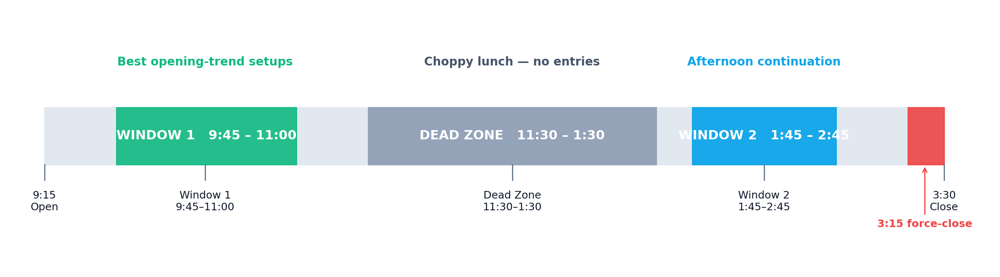 Best opening-trend setups
Choppy lunch — no entries
Afternoon continuation
WINDOW 1   9:45 – 11:00
DEAD ZONE   11:30 – 1:30
WINDOW 2   1:45 – 2:45
9:15
Open
Window 1
9:45–11:00
Dead Zone
11:30–1:30
Window 2
1:45–2:45
3:30
Close
3:15 force-close